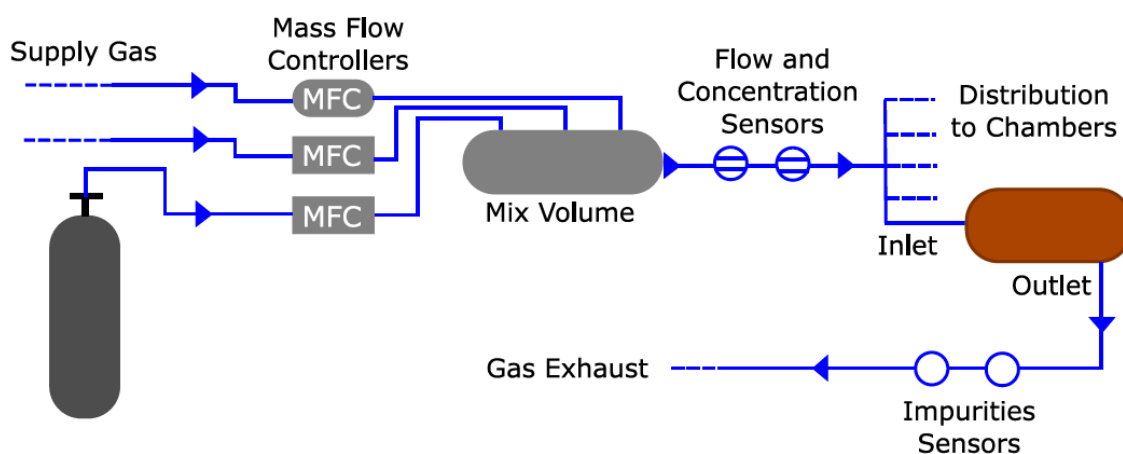 Supply Gas
Mass Flow
Controllers
MFC
MFC
MFC
Mix Volume
Flow and
Concentration
Sensors
Distribution
to Chambers
Inlet
Outlet
Gas Exhaust
Impurities
Sensors